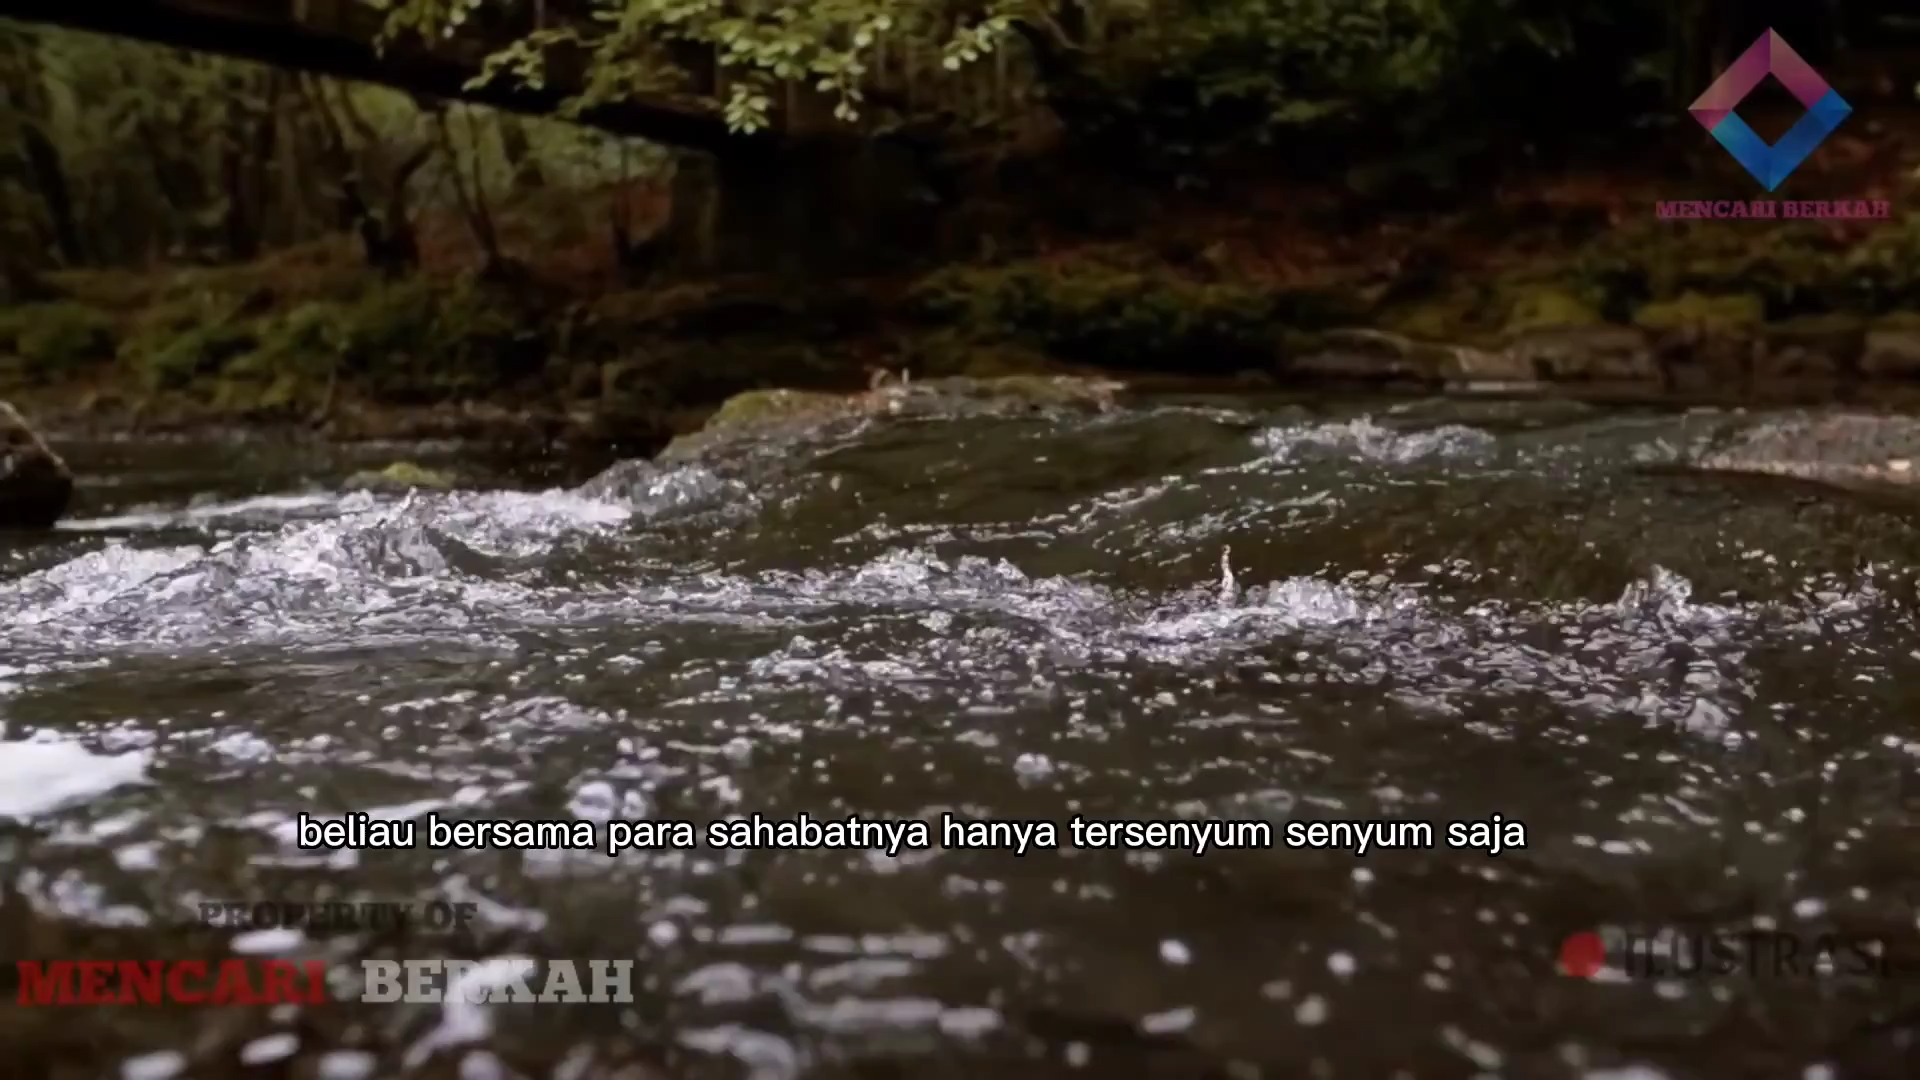 MENCARI BERKAH
beliau bersama para sahabatnya hanya tersenyum senyum saja
PROPERTY OF
MENCARI BERKAH
ILUSTRASI